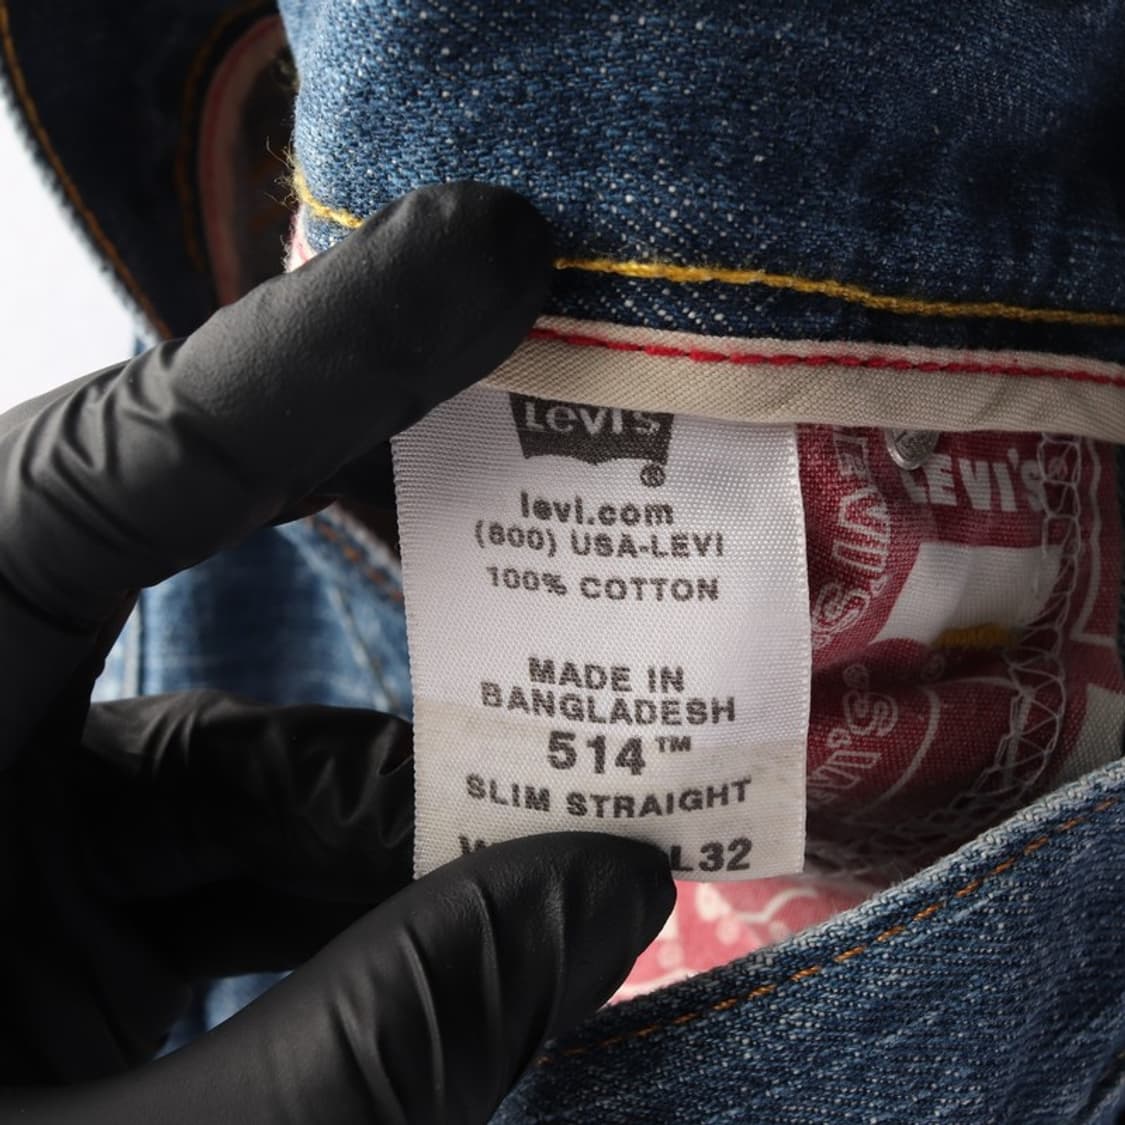 Levi's
®
levi.com
(800) USA-LEVI
100% COTTON
MADE IN
BANGLADESH
514™
SLIM STRAIGHT
L32
LEVI'S